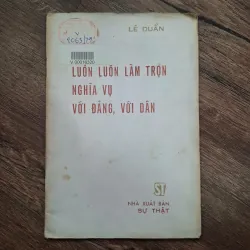 LÊ DUẨN
LUÔN LUÔN LÀM TRÒN
NGHĨA VỤ
VỚI ĐẢNG, VỚI DÂN
ST
NHÀ XUẤT BẢN
SỰ THẬT